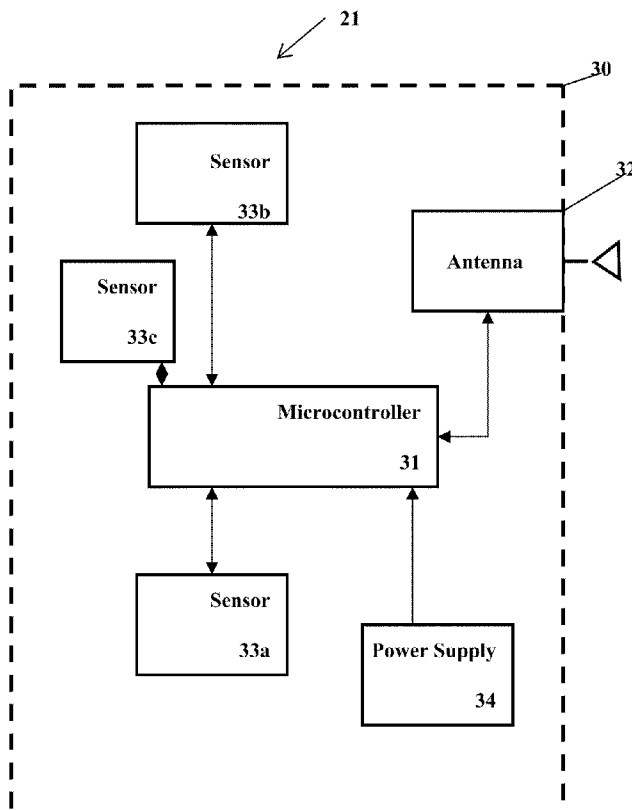 21
30
32
Sensor
33b
Antenna
Sensor
33c
Microcontroller
31
Sensor
33a
Power Supply
34